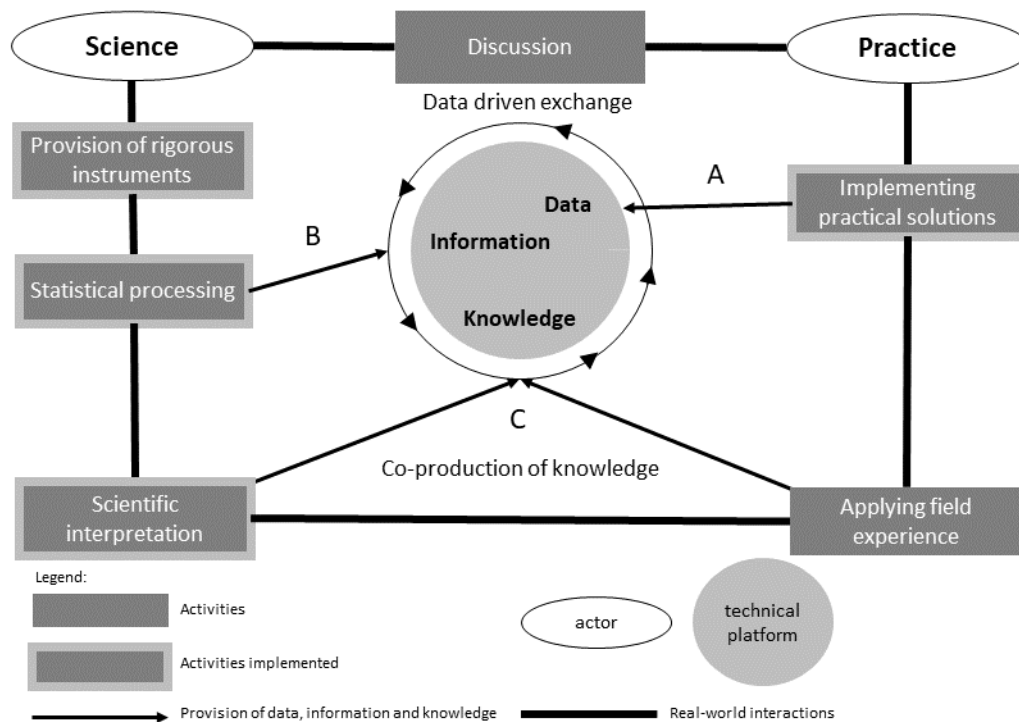 Science
Discussion
Practice
Data driven exchange
Provision of rigorous
instruments
A
Implementing
practical solutions
Data
B
Information
Statistical processing
Knowledge
C
Co-production of knowledge
Scientific
interpretation
Applying field
experience
Legend:
Activities
actor
technical
platform
Activities implemented
Provision of data, information and knowledge
Real-world interactions